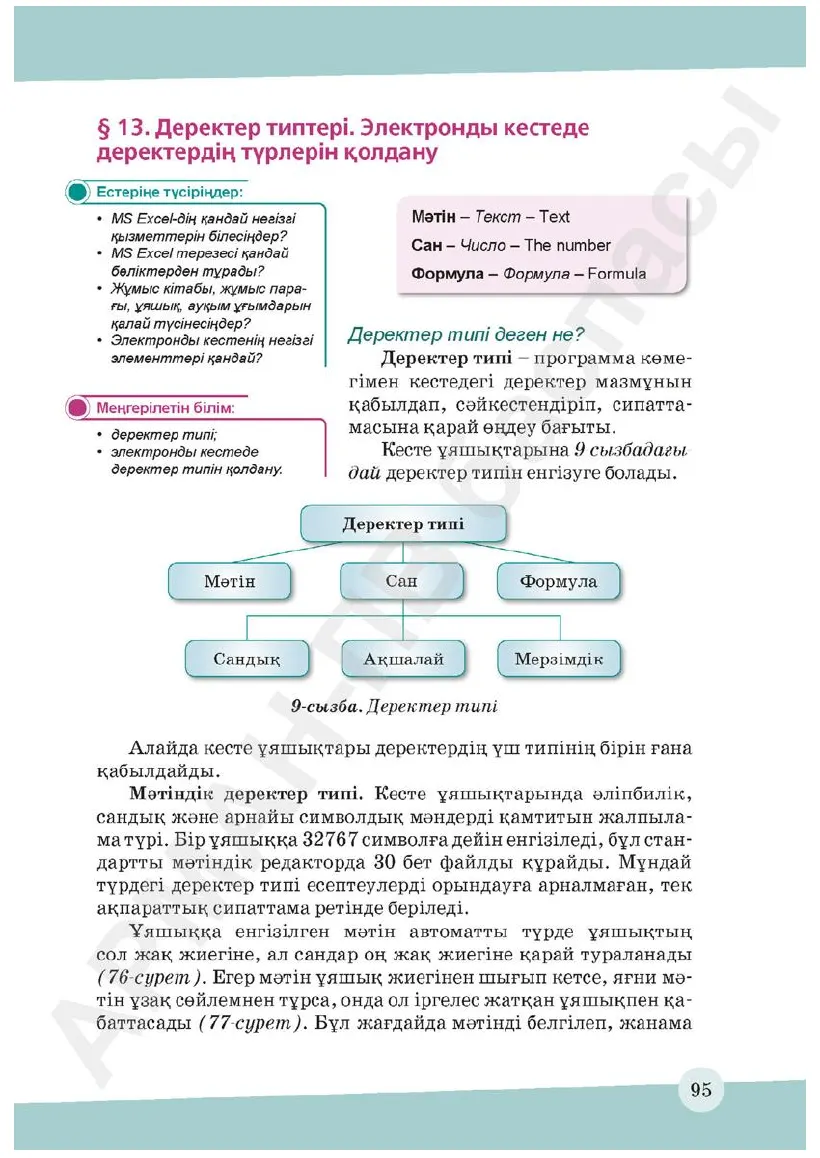 § 13. Деректер типтері. Электронды кестеде
деректердің түрлерін қолдану
Естеріңе түсіріңдер:
• MS Excel-дің қандай негізгі
қызметтерін білесіңдер?
• MS Excel терезесі қандай
бөліктерден тұрады?
• Жұмыс кітабы, жұмыс пара-
ғы, ұяшық, ауқым ұғымдарын
қалай түсінесіңдер?
• Электронды кестенің негізгі
элементтері қандай?
Меңгерілетін білім:
• деректер типі;
• электронды кестеде
деректер типін қолдану.
Мәтін – Текст – Text
Сан – Число – The number
Формула – Формула – Formula
Деректер типі деген не?
Деректер типі – программа көме-
гімен кестедегі деректер мазмұнын
қабылдап, сәйкестендіріп, сипатта-
масына қарай өңдеу бағыты.
Кесте ұяшықтарына 9 сызбадағы-
дай деректер типін енгізуге болады.
Деректер типі
Мәтін
Сан
Формула
Сандық
Ақшалай
Мерзімдік
9-сызба. Деректер типі
Алайда кесте ұяшықтары деректердің үш типінің бірін ғана
қабылдайды.
Мәтіндік деректер типі. Кесте ұяшықтарында әліпбилік,
сандық және арнайы символдық мәндерді қамтитын жалпыла-
ма түрі. Бір ұяшыққа 32767 символға дейін енгізіледі, бұл стан-
дартты мәтіндік редакторда 30 бет файлды құрайды. Мұндай
түрдегі деректер типі есептеулерді орындауға арналмаған, тек
ақпараттық сипаттама ретінде беріледі.
Ұяшыққа енгізілген мәтін автоматты түрде ұяшықтың
сол жақ жиегіне, ал сандар оң жақ жиегіне қарай тураланады
(76-сурет). Егер мәтін ұяшық жиегінен шығып кетсе, яғни мә-
тін ұзақ сөйлемнен тұрса, онда ол іргелес жатқан ұяшықпен қа-
баттасады (77-сурет). Бұл жағдайда мәтінді белгілеп, жанама
95
АРМАН-ПВ баспасы